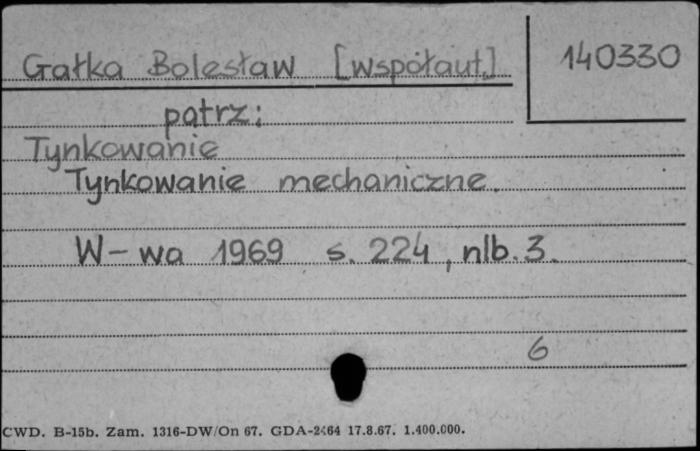 Gałka Bolesław [współaut.]
140330
patrz:
Tynkowanie
Tynkowanie mechaniczne.
W-wa 1969 s. 224, nlb. 3.
6
CWD. B-15b. Zam. 1316-DW/On 67. GDA-2464 17.8.67. 1.400.000.